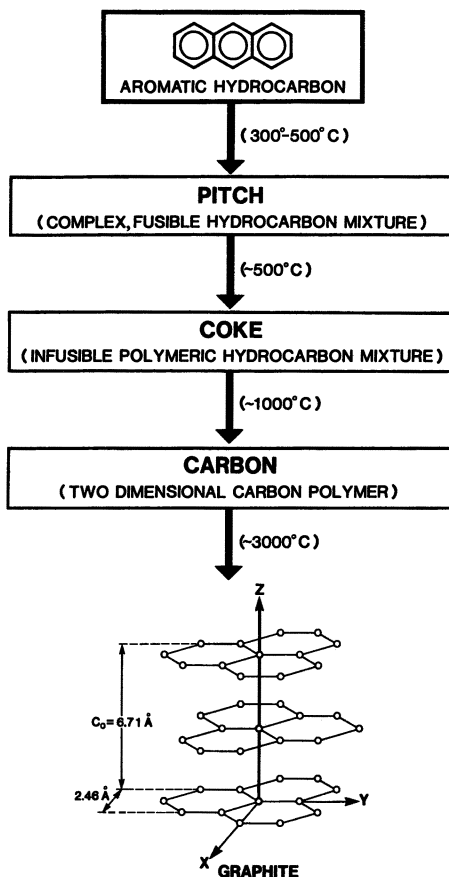 AROMATIC HYDROCARBON
(300°-500°C)
PITCH
(COMPLEX, FUSIBLE HYDROCARBON MIXTURE)
(~500°C)
COKE
(INFUSIBLE POLYMERIC HYDROCARBON MIXTURE)
(~1000°C)
CARBON
(TWO DIMENSIONAL CARBON POLYMER)
(~3000°C)
Z
C₀=6.71 Å
2.46 Å
Y
X
GRAPHITE